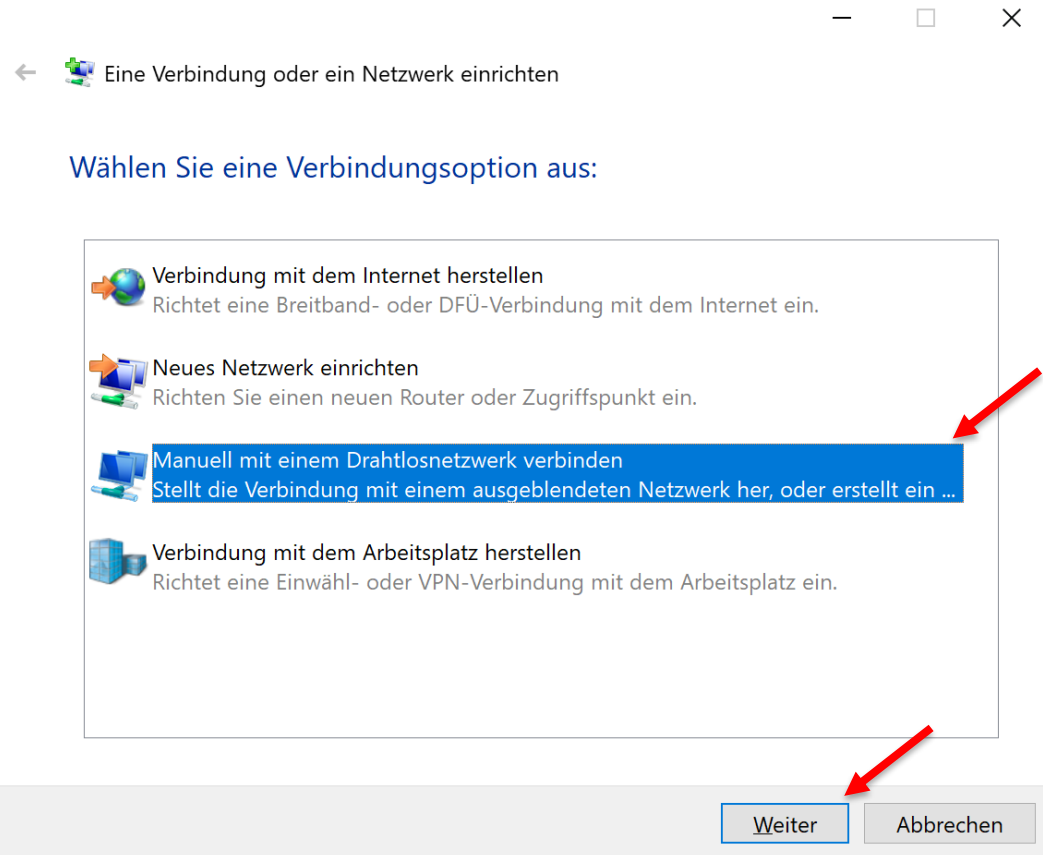 Eine Verbindung oder ein Netzwerk einrichten
Wählen Sie eine Verbindungsoption aus:
Verbindung mit dem Internet herstellen
Richtet eine Breitband- oder DFÜ-Verbindung mit dem Internet ein.
Neues Netzwerk einrichten
Richten Sie einen neuen Router oder Zugriffspunkt ein.
Manuell mit einem Drahtlosnetzwerk verbinden
Stellt die Verbindung mit einem ausgeblendeten Netzwerk her, oder erstellt ein ...
Verbindung mit dem Arbeitsplatz herstellen
Richtet eine Einwähl- oder VPN-Verbindung mit dem Arbeitsplatz ein.
Weiter Abbrechen